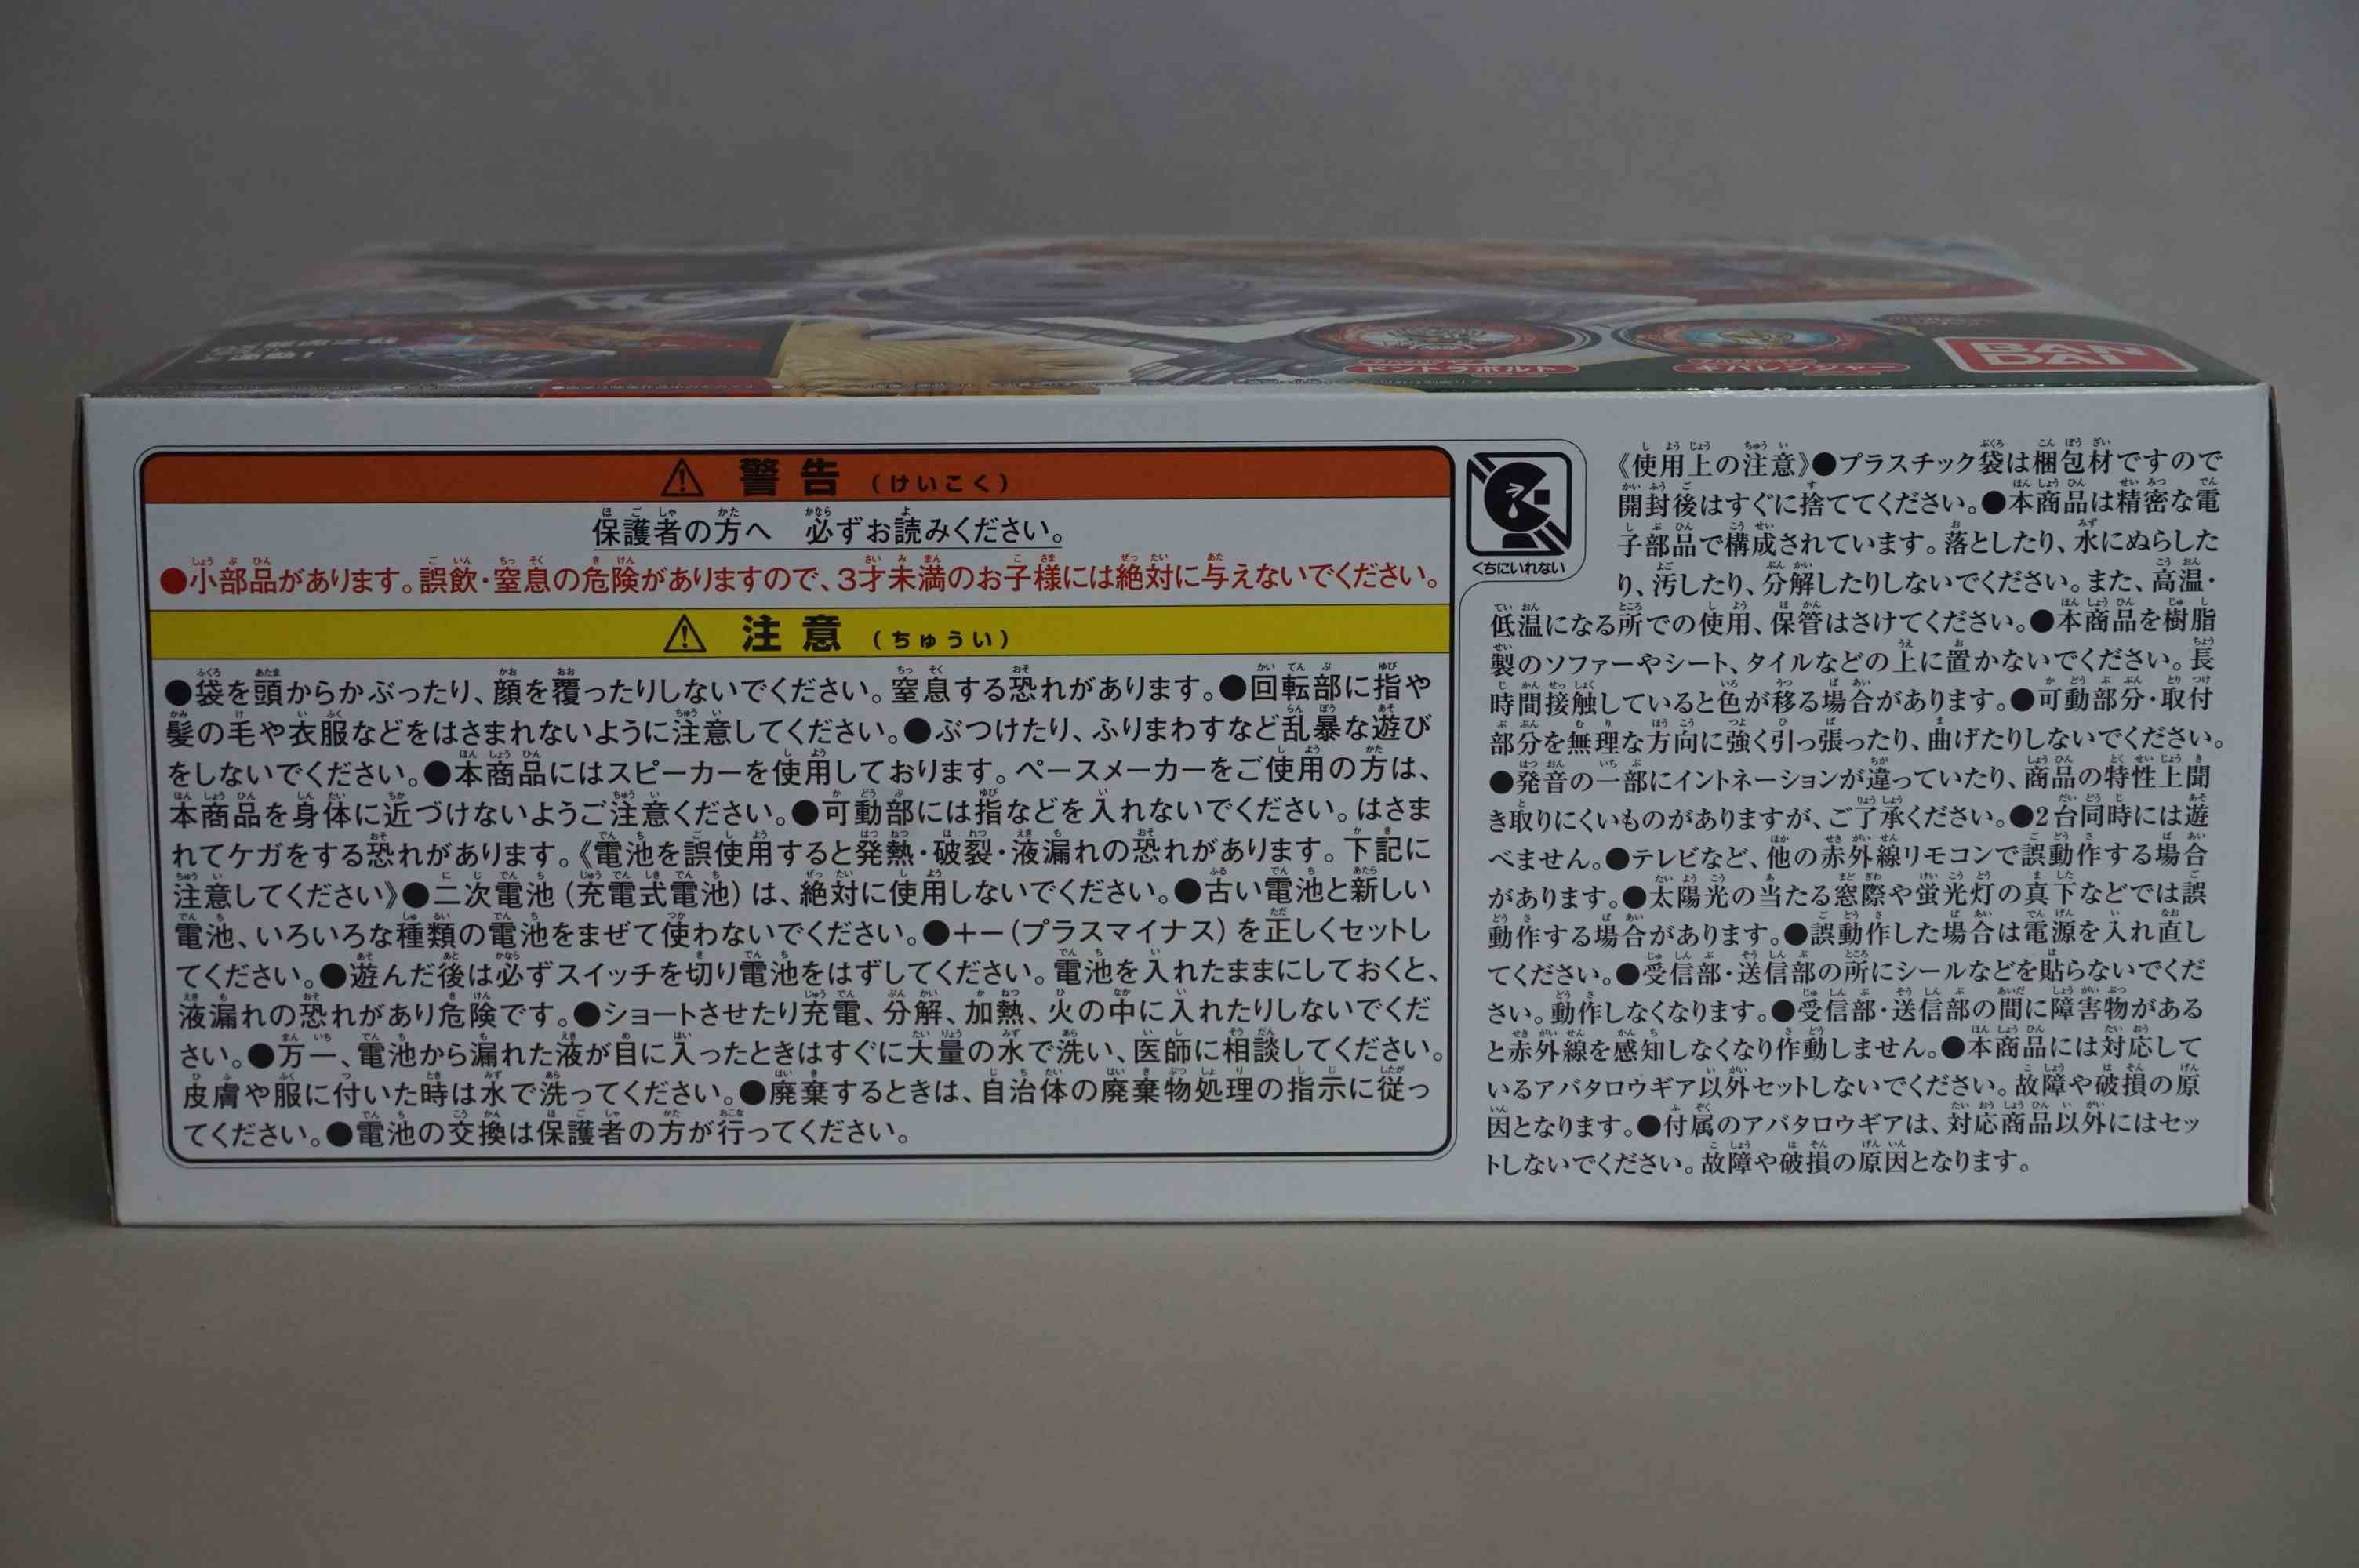 ドントラボルト
キバレンジャー
BAN
DAI
警告 (けいこく)
保護者の方へ 必ずお読みください。
●小部品があります。誤飲・窒息の危険がありますので、3才未満のお子様には絶対に与えないでください。
注意 (ちゅうい)
●袋を頭からかぶったり、顔を覆ったりしないでください。窒息する恐れがあります。●回転部に指や
髪の毛や衣服などをはさまれないように注意してください。●ぶつけたり、ふりまわすなど乱暴な遊び
をしないでください。●本商品にはスピーカーを使用しております。ペースメーカーをご使用の方は、
本商品を身体に近づけないようご注意ください。●可動部には指などを入れないでください。はさま
れてケガをする恐れがあります。《電池を誤使用すると発熱・破裂・液漏れの恐れがあります。下記に
注意してください》●二次電池(充電式電池)は、絶対に使用しないでください。●古い電池と新しい
電池、いろいろな種類の電池をまぜて使わないでください。●+−(プラスマイナス)を正しくセットし
てください。●遊んだ後は必ずスイッチを切り電池をはずしてください。電池を入れたままにしておくと、
液漏れの恐れがあり危険です。●ショートさせたり充電、分解、加熱、火の中に入れたりしないでくだ
さい。●万一、電池から漏れた液が目に入ったときはすぐに大量の水で洗い、医師に相談してください。
皮膚や服に付いた時は水で洗ってください。●廃棄するときは、自治体の廃棄物処理の指示に従っ
てください。●電池の交換は保護者の方が行ってください。
くちにいれない
《使用上の注意》●プラスチック袋は梱包材ですので
開封後はすぐに捨ててください。●本商品は精密な電
子部品で構成されています。落としたり、水にぬらした
り、汚したり、分解したりしないでください。また、高温・
低温になる所での使用、保管はさけてください。●本商品を樹脂
製のソファーやシート、タイルなどの上に置かないでください。長
時間接触していると色が移る場合があります。●可動部分・取付
部分を無理な方向に強く引っ張ったり、曲げたりしないでください。
●発音の一部にイントネーションが違っていたり、商品の特性上聞
き取りにくいものがありますが、ご了承ください。●2台同時には遊
べません。●テレビなど、他の赤外線リモコンで誤動作する場合
があります。●太陽光の当たる窓際や蛍光灯の真下などでは誤
動作する場合があります。●誤動作した場合は電源を入れ直し
てください。●受信部・送信部の所にシールなどを貼らないでくだ
さい。動作しなくなります。●受信部・送信部の間に障害物がある
と赤外線を感知しなくなり作動しません。●本商品には対応して
いるアバタロウギア以外セットしないでください。故障や破損の原
因となります。●付属のアバタロウギアは、対応商品以外にはセッ
トしないでください。故障や破損の原因となります。